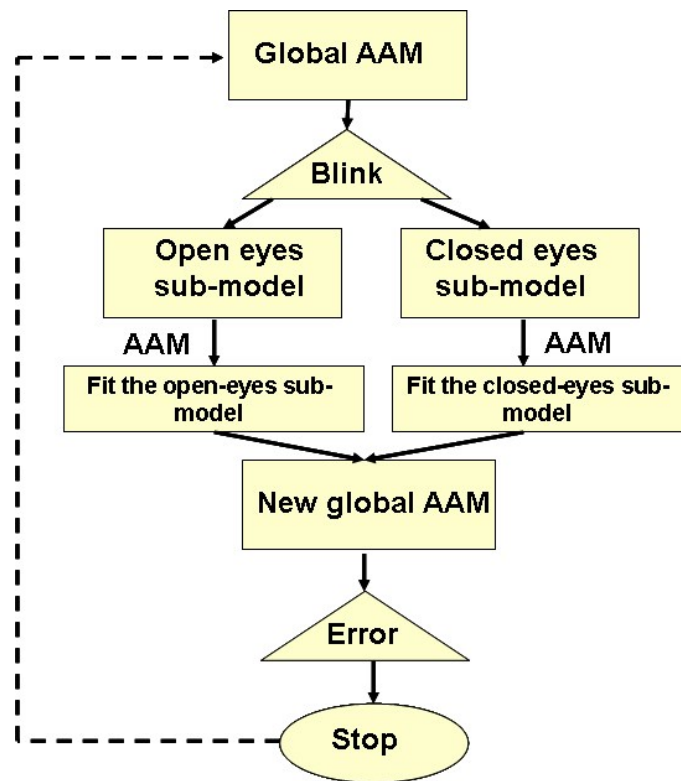 Global AAM
Blink
Open eyes
sub-model
Closed eyes
sub-model
AAM
AAM
Fit the open-eyes sub-
model
Fit the closed-eyes sub-
model
New global AAM
Error
Stop